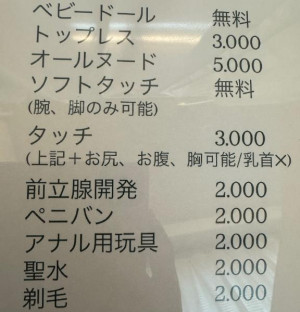 ベビードール 無料
トップレス 3.000
オールヌード 5.000
ソフトタッチ 無料
(腕、脚のみ可能)
タッチ 3.000
(上記＋お尻、お腹、胸可能/乳首×)
前立腺開発 2.000
ペニバン 2.000
アナル用玩具 2.000
聖水 2.000
剃毛 2.000